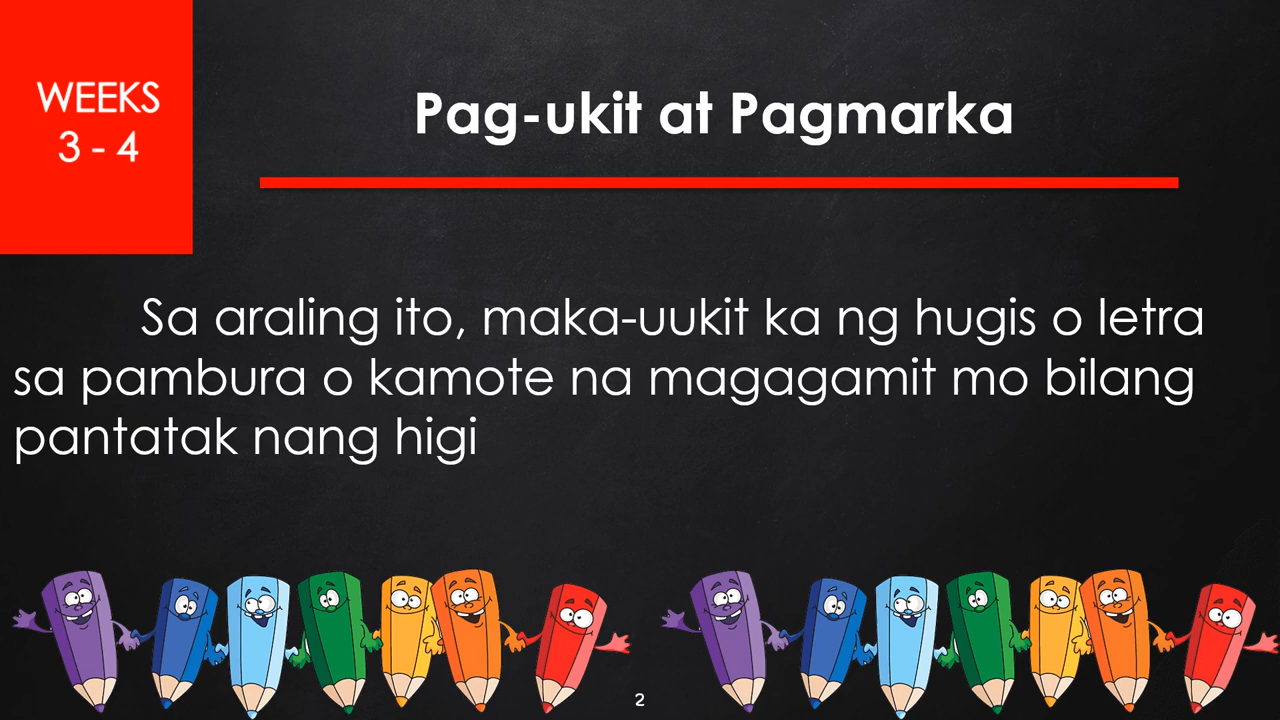 WEEKS
3 - 4
Pag-ukit at Pagmarka
Sa araling ito, maka-uukit ka ng hugis o letra
sa pambura o kamote na magagamit mo bilang
pantatak nang higi
2